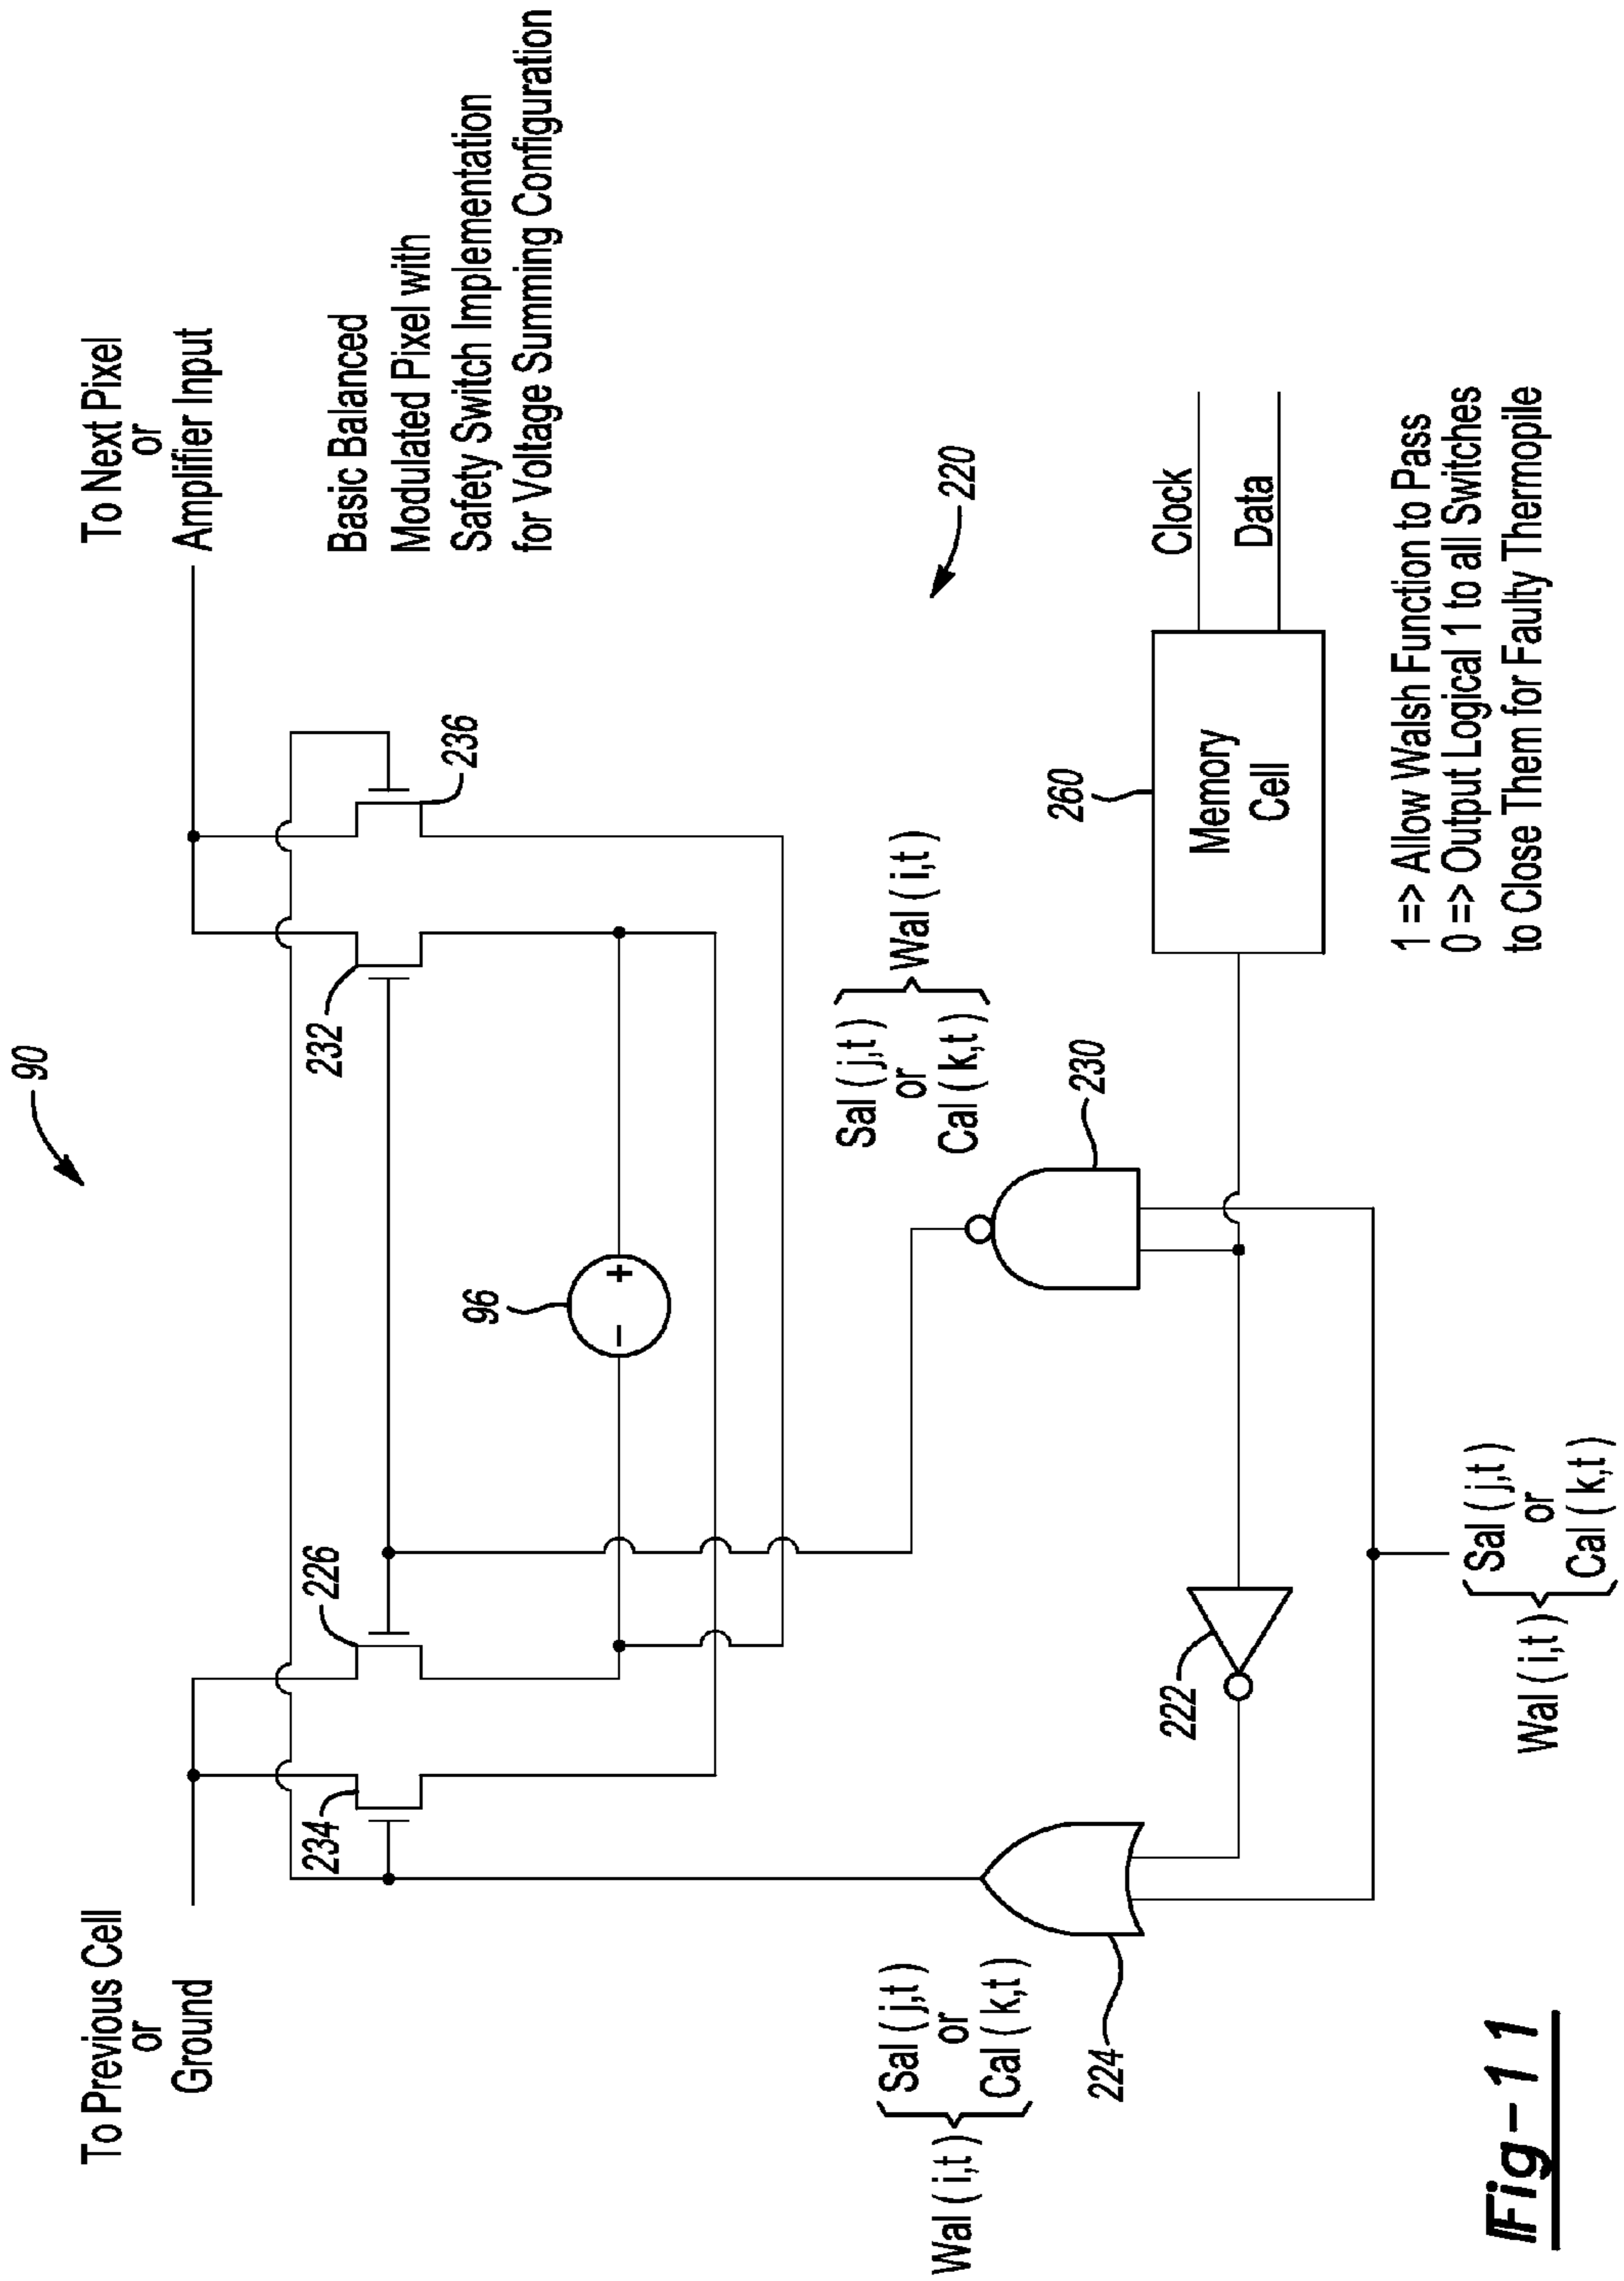 90
To Previous Cell
or
Ground
To Next Pixel
or
Amplifier Input
Basic Balanced
Modulated Pixel with
Safety Switch Implementation
for Voltage Summing Configuration
234
226
232
236
96
220
Sal ( j,t )
or
Cal ( k,t )
Wal ( i,t )
Wal ( i,t )
Sal ( j,t )
or
Cal ( k,t )
224
222
230
260
Memory
Cell
Clock
Data
Wal ( i,t )
Sal ( j,t )
or
Cal ( k,t )
1 => Allow Walsh Function to Pass
0 => Output Logical 1 to all Switches
to Close Them for Faulty Thermopile
Fig-11